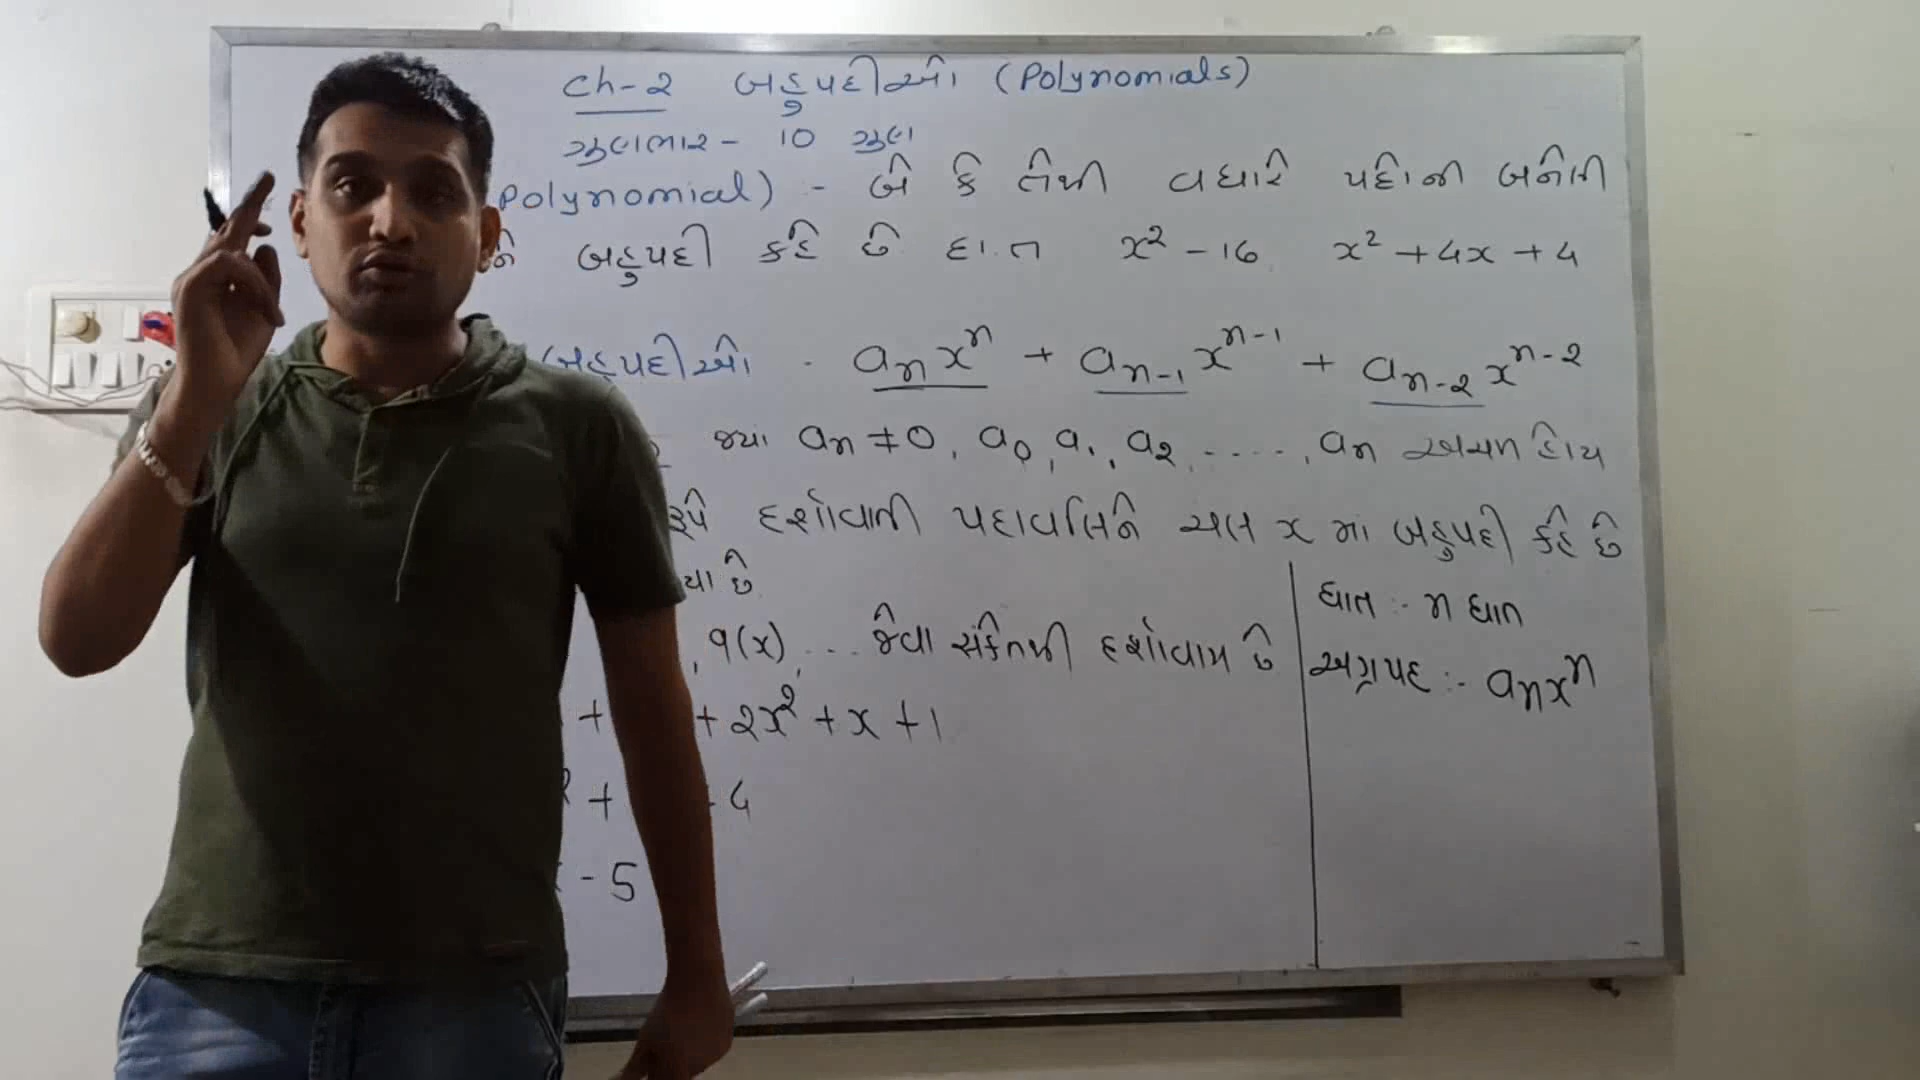 Ch-2 બહુપદીઓ (Polynomials)
ગુણભાર - 10 ગુણ
Polynomial) :- બે કે તેથી વધારે પદોની બનેલી
ને બહુપદી કહે છે દા.ત x² - 16, x² + 4x + 4
બહુપદીઓ - aₙxⁿ + aₙ₋₁xⁿ⁻¹ + aₙ₋₂xⁿ⁻²
જ્યાં aₙ ≠ 0, a₀, a₁, a₂, ....., aₙ અચળ હોય
રૂપે દર્શાવાતી પદાવલિને ચલ x માં બહુપદી કહે છે
છે.
, q(x), ... જેવા સંકેતથી દર્શાવાય છે
+ + 2x² + x + 1
+ 4
- 5
ઘાત :- n ઘાત
અગ્રપદ :- aₙxⁿ